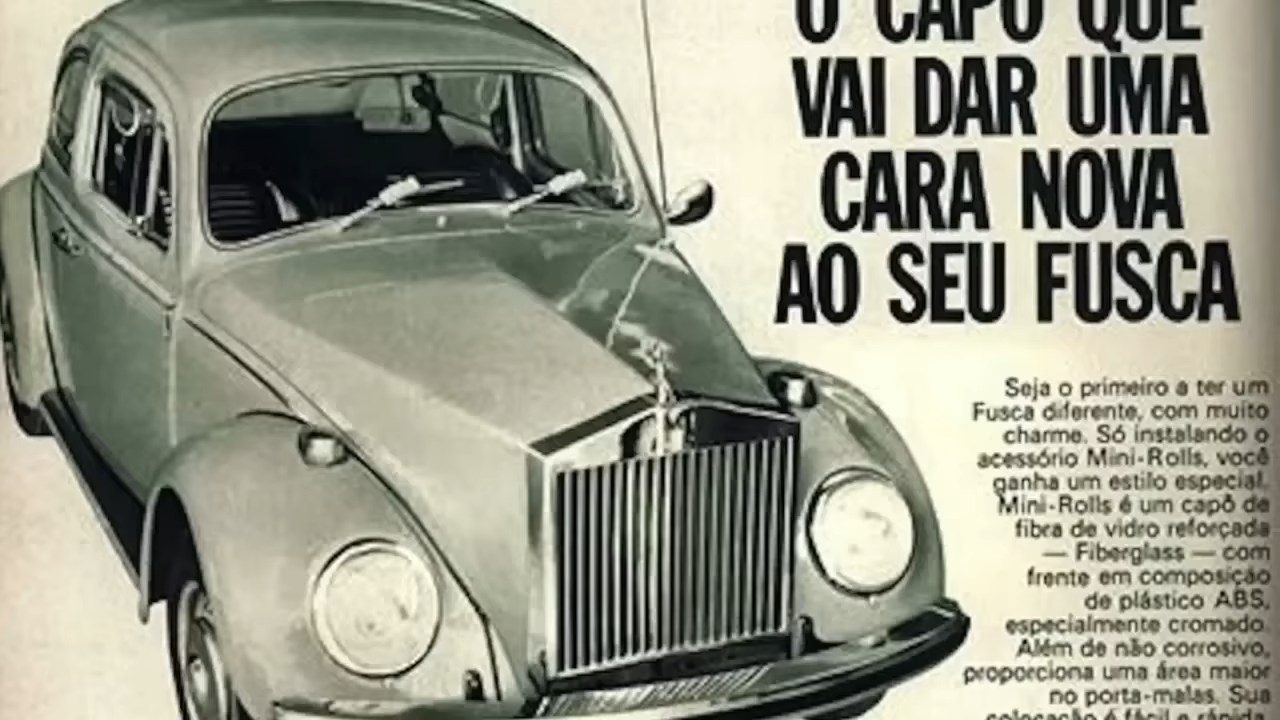 O CAPÔ QUE
VAI DAR UMA
CARA NOVA
AO SEU FUSCA
Seja o primeiro a ter um
Fusca diferente, com muito
charme. Só instalando o
acessório Mini-Rolls, você
ganha um estilo especial.
Mini-Rolls é um capô de
fibra de vidro reforçada
— Fiberglass — com
frente em composição
de plástico ABS,
especialmente cromado.
Além de não corrosivo,
proporciona uma área maior
no porta-malas. Sua
colocação é fácil e rápida.